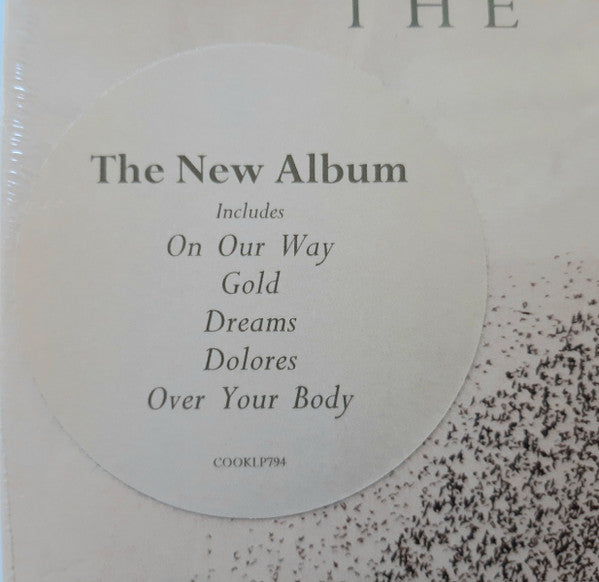 THE
The New Album
Includes
On Our Way
Gold
Dreams
Dolores
Over Your Body
COOKLP794